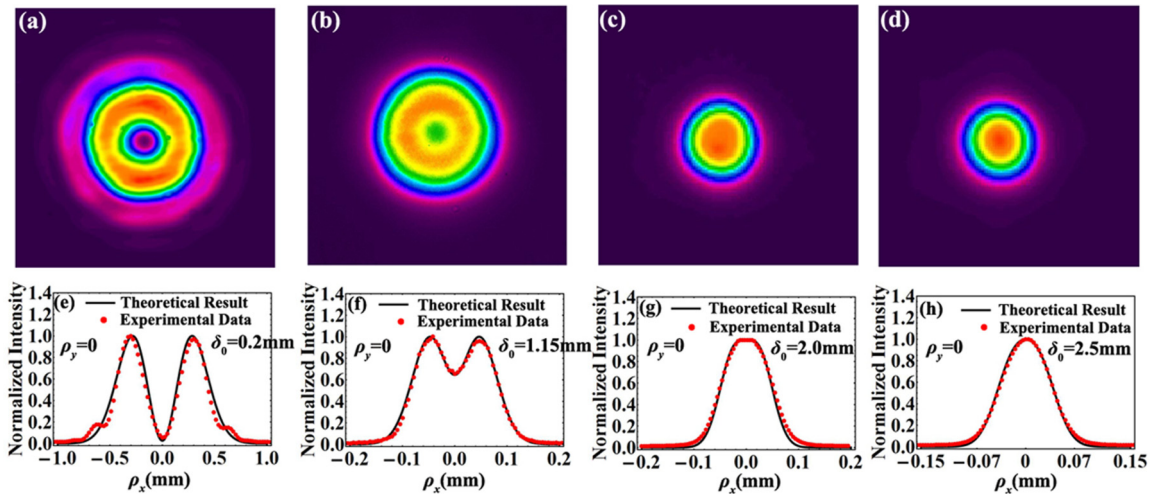 (a)
(b)
(c)
(d)
Normalized Intensity
1.4
1.2
1.0
0.8
0.6
0.4
0.2
0.0
(e)
Theoretical Result
Experimental Data
ρy=0
δ0=0.2mm
−1.0
−0.5
0.0
0.5
1.0
ρx(mm)
Normalized Intensity
1.4
1.2
1.0
0.8
0.6
0.4
0.2
0.0
(f)
Theoretical Result
Experimental Data
ρy=0
δ0=1.15mm
−0.2
−0.1
0.0
0.1
0.2
ρx(mm)
Normalized Intensity
1.4
1.2
1.0
0.8
0.6
0.4
0.2
0.0
(g)
Theoretical Result
Experimental Data
ρy=0
δ0=2.0mm
−0.2
−0.1
0.0
0.1
0.2
ρx(mm)
Normalized Intensity
1.4
1.2
1.0
0.8
0.6
0.4
0.2
0.0
(h)
Theoretical Result
Experimental Data
ρy=0
δ0=2.5mm
−0.15
−0.07
0
0.07
0.15
ρx(mm)